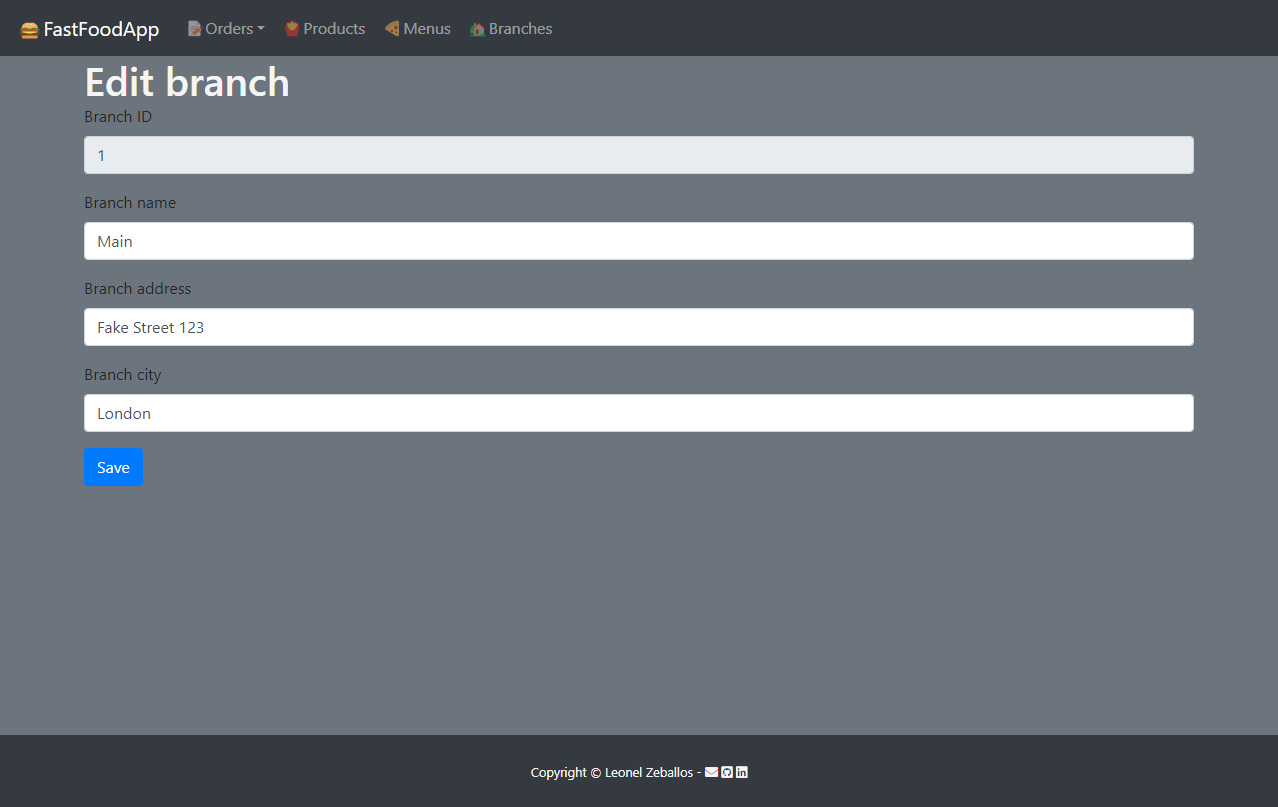 FastFoodApp Orders Products Menus Branches
Edit branch
Branch ID
1
Branch name
Main
Branch address
Fake Street 123
Branch city
London
Save
Copyright © Leonel Zeballos -